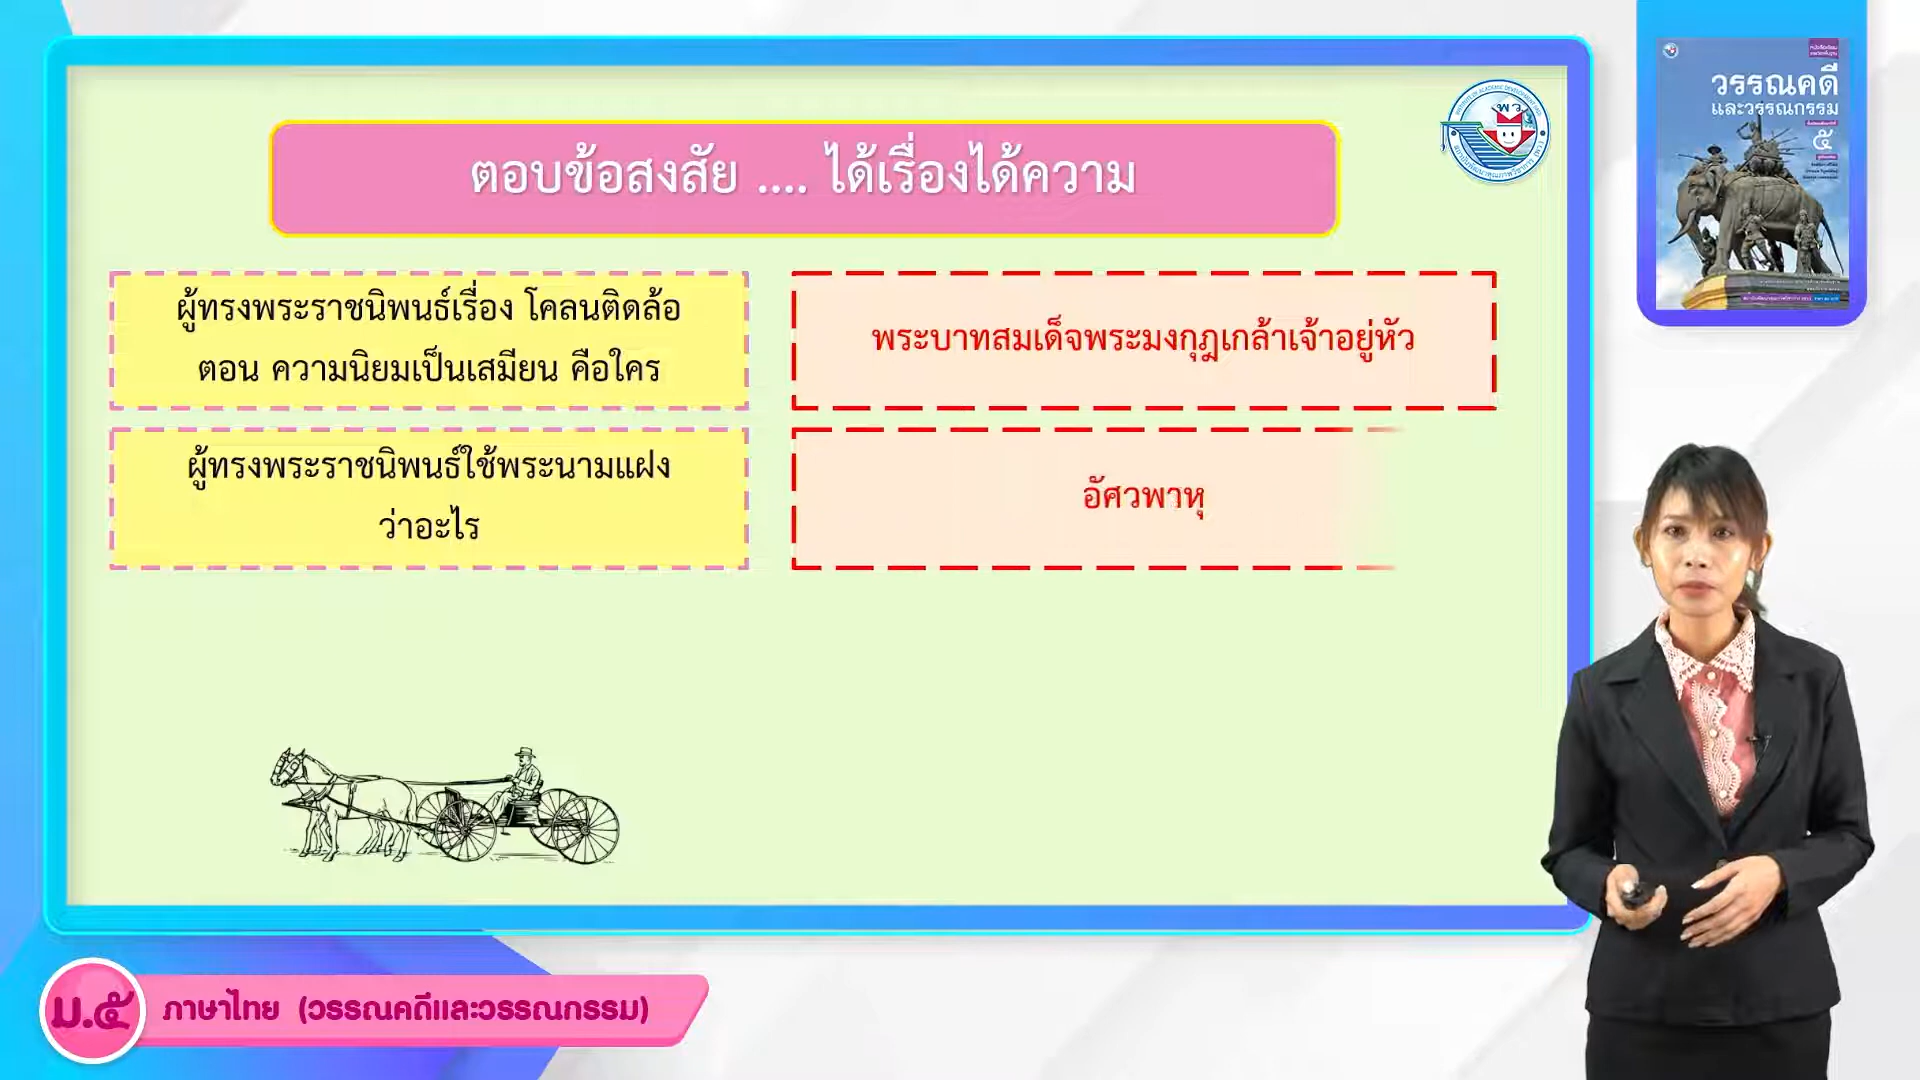 ตอบข้อสงสัย .... ได้เรื่องได้ความ
ผู้ทรงพระราชนิพนธ์เรื่อง โคลนติดล้อ
ตอน ความนิยมเป็นเสมียน คือใคร
พระบาทสมเด็จพระมงกุฎเกล้าเจ้าอยู่หัว
ผู้ทรงพระราชนิพนธ์ใช้พระนามแฝง
ว่าอะไร
อัศวพาหุ
พว.
วรรณคดี
และวรรณกรรม
๕
ม.๕
ภาษาไทย (วรรณคดีและวรรณกรรม)